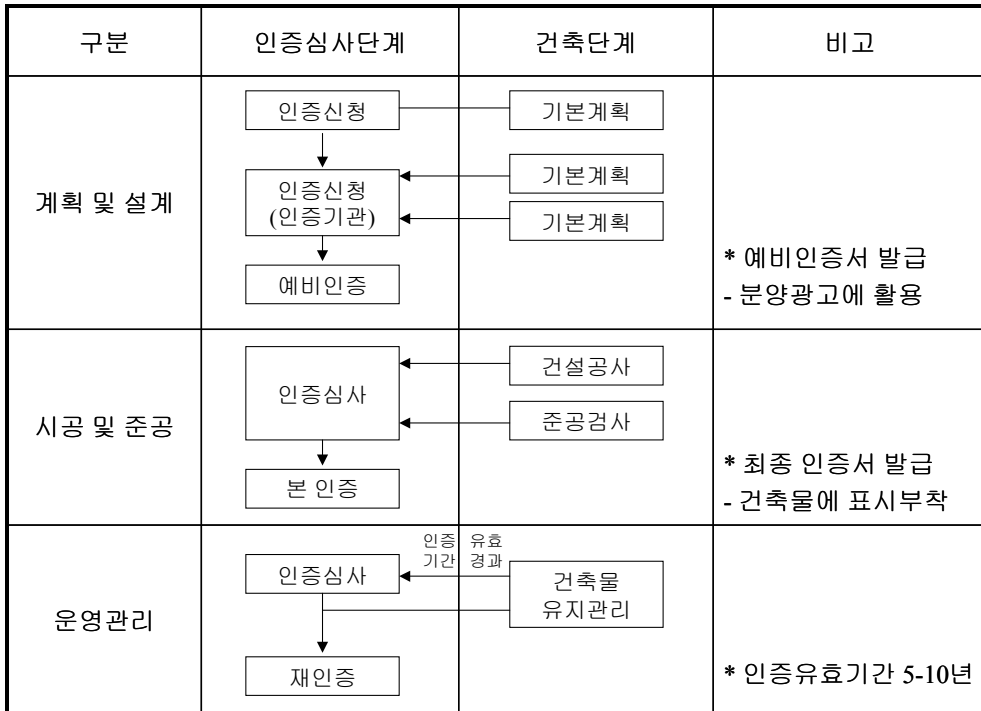 구분 인증심사단계 건축단계 비고
계획 및 설계
인증신청
기본계획
인증신청
(인증기관)
기본계획
기본계획
예비인증
* 예비인증서 발급
- 분양광고에 활용
시공 및 준공
인증심사
건설공사
준공검사
본 인증
* 최종 인증서 발급
- 건축물에 표시부착
운영관리
인증 유효
기간 경과
인증심사
건축물
유지관리
재인증
* 인증유효기간 5-10년